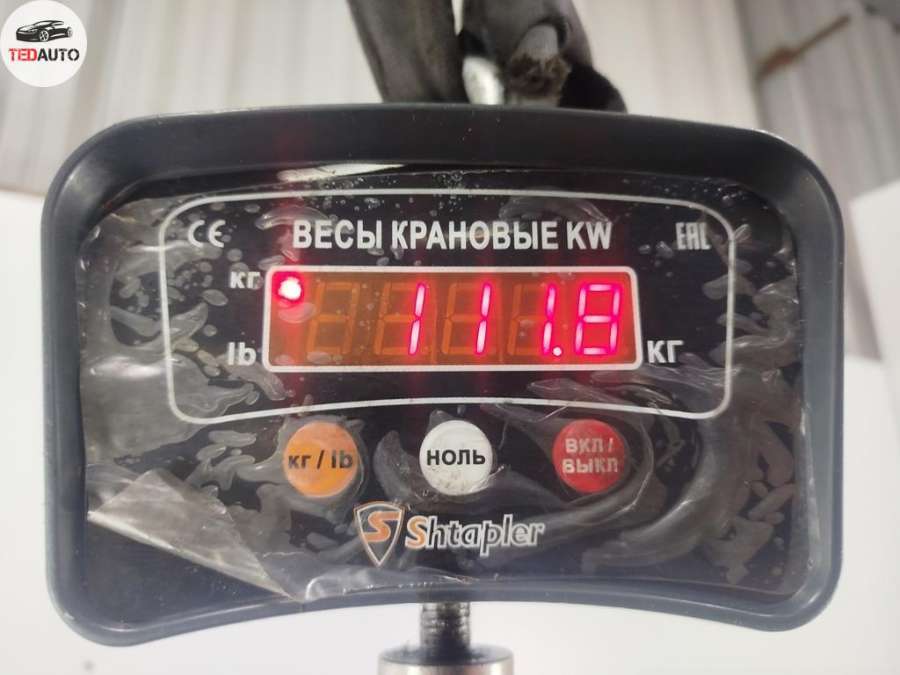 TEDAUTO
CE
ВЕСЫ КРАНОВЫЕ KW
EAC
кг
lb
111.8
КГ
кг / lb
НОЛЬ
ВКЛ /
ВЫКЛ
S Shtapler